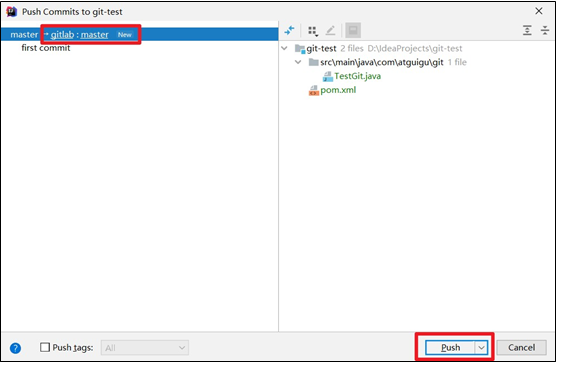 Push Commits to git-test
master → gitlab : master New
first commit
git-test 2 files D:\IdeaProjects\git-test
src\main\java\com\atguigu\git 1 file
TestGit.java
pom.xml
? Push tags: All Push Cancel